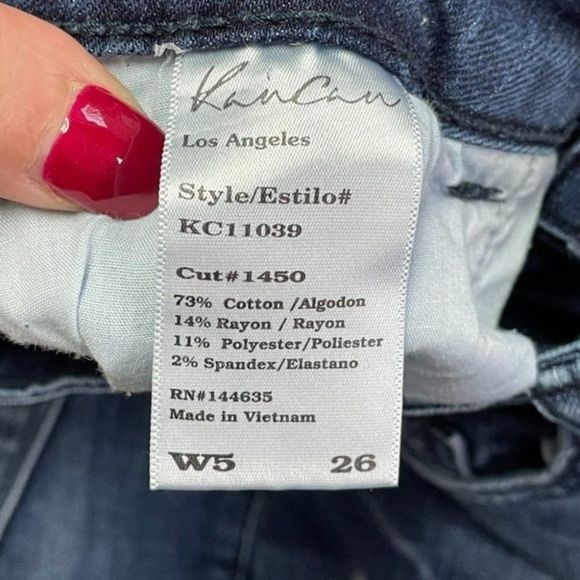 KanCan
Los Angeles
Style/Estilo#
KC11039
Cut#1450
73% Cotton /Algodon
14% Rayon / Rayon
11% Polyester/Poliester
2% Spandex/Elastano
RN#144635
Made in Vietnam
W5 26